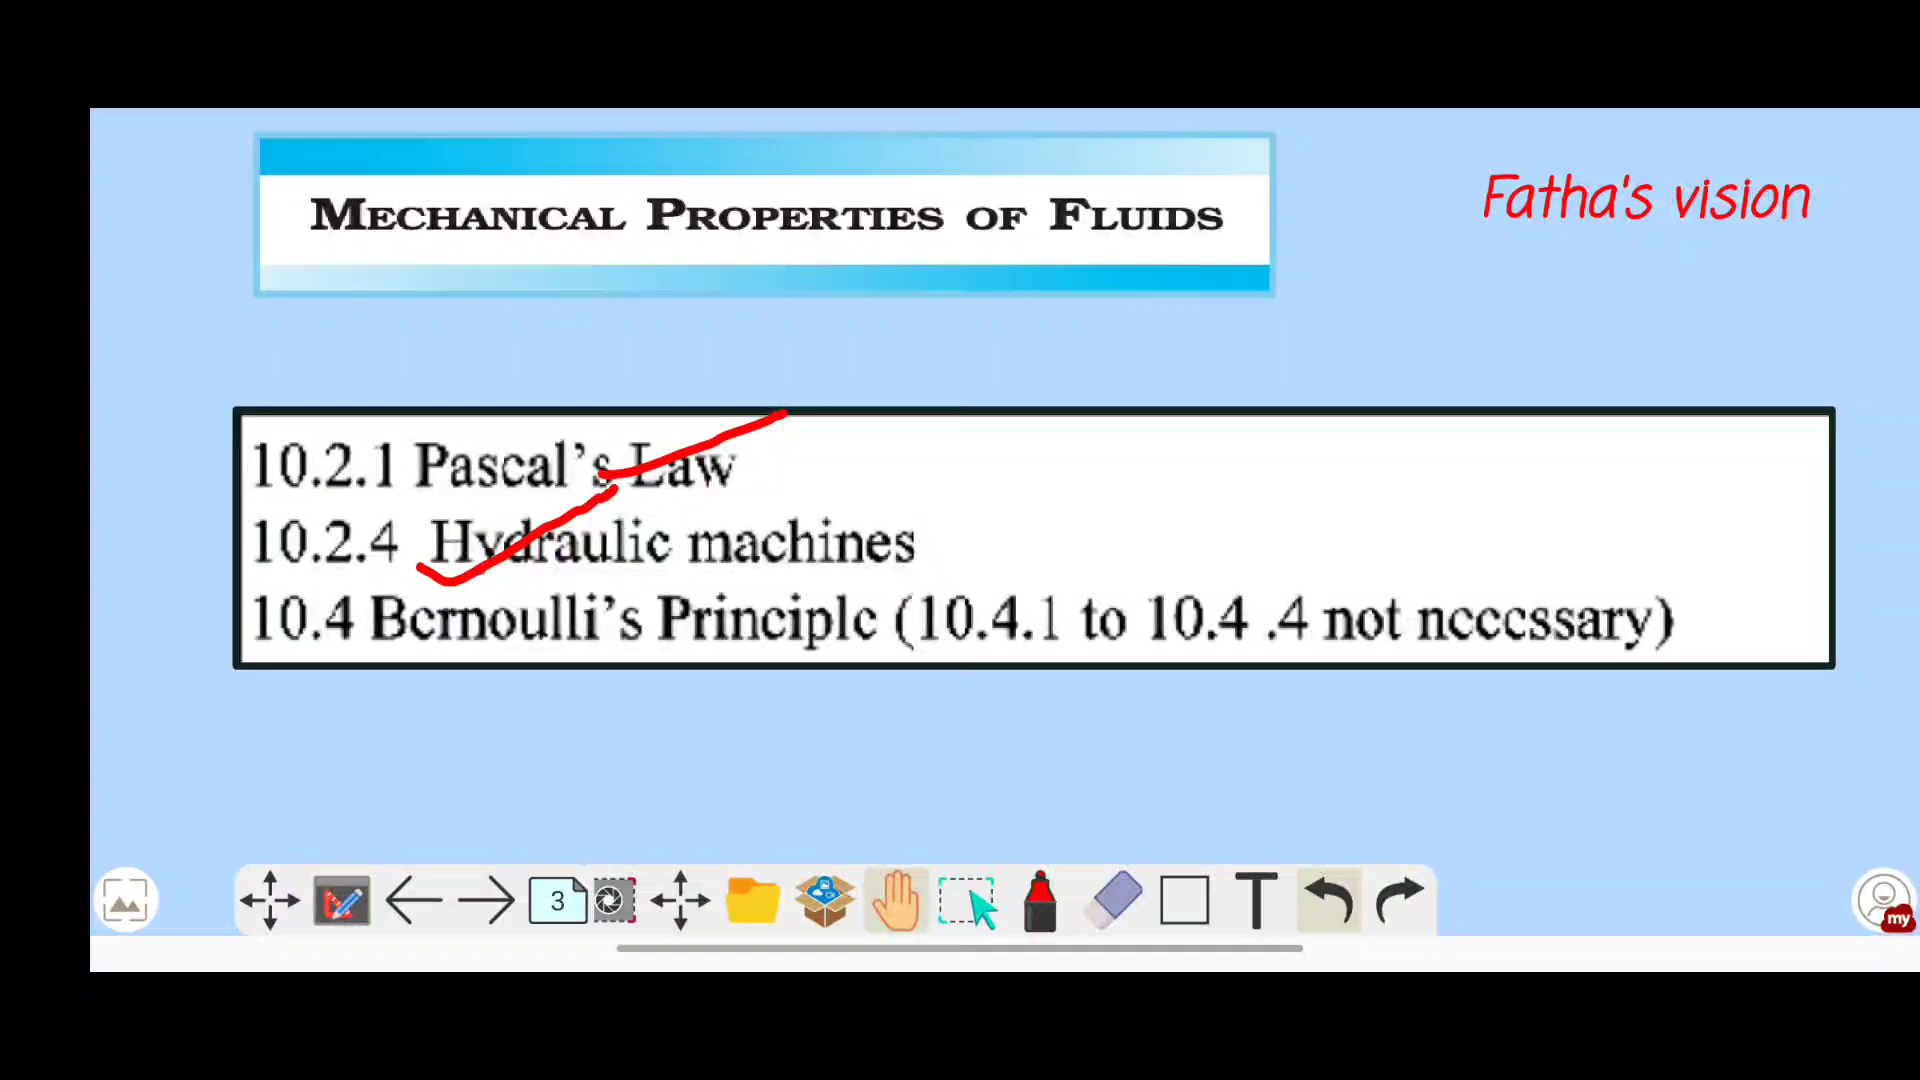 MECHANICAL PROPERTIES OF FLUIDS
Fatha's vision
10.2.1 Pascal's Law
10.2.4 Hydraulic machines
10.4 Bernoulli's Principle (10.4.1 to 10.4 .4 not necessary)
3
T
my